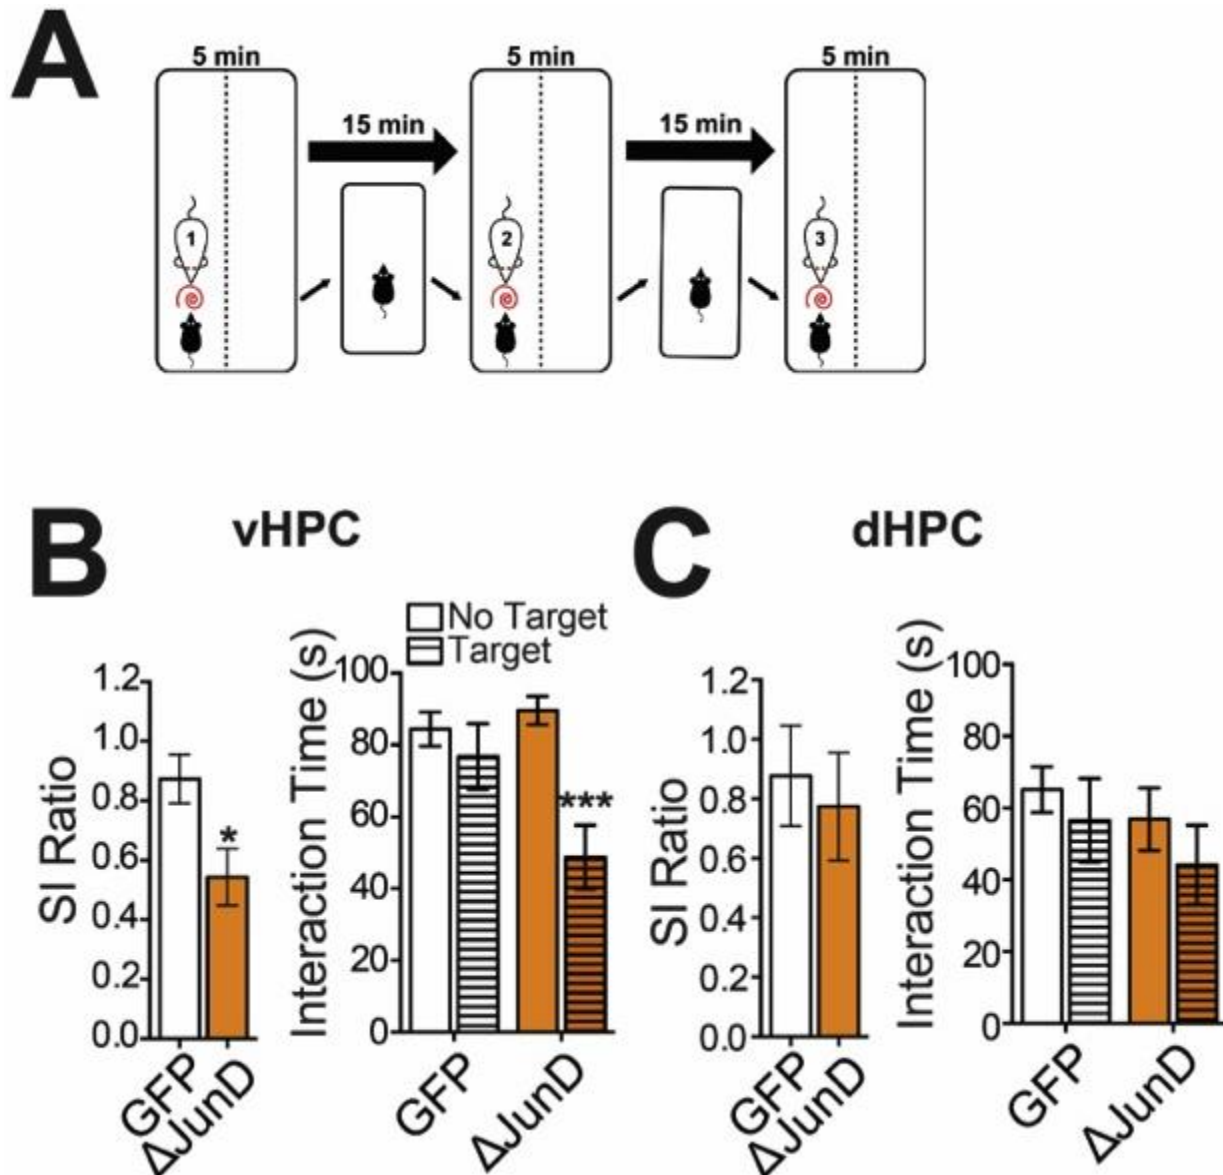 A
5 min 5 min 5 min
15 min 15 min
1 2 3
B vHPC
No Target
Target
SI Ratio
1.2
1.0
0.8
0.6
0.4
0.2
0.0
*
GFP
ΔJunD
Interaction Time (s)
100
80
60
40
20
0
***
GFP
ΔJunD
C dHPC
SI Ratio
1.2
1.0
0.8
0.6
0.4
0.2
0.0
GFP
ΔJunD
Interaction Time (s)
100
80
60
40
20
0
GFP
ΔJunD